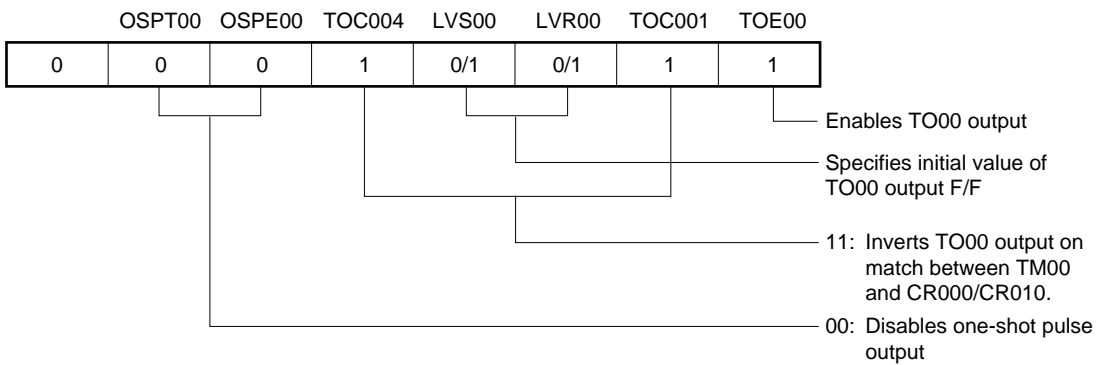 OSPT00 OSPE00 TOC004 LVS00 LVR00 TOC001 TOE00
0 0 0 1 0/1 0/1 1 1
Enables TO00 output
Specifies initial value of
TO00 output F/F
11: Inverts TO00 output on
match between TM00
and CR000/CR010.
00: Disables one-shot pulse
output